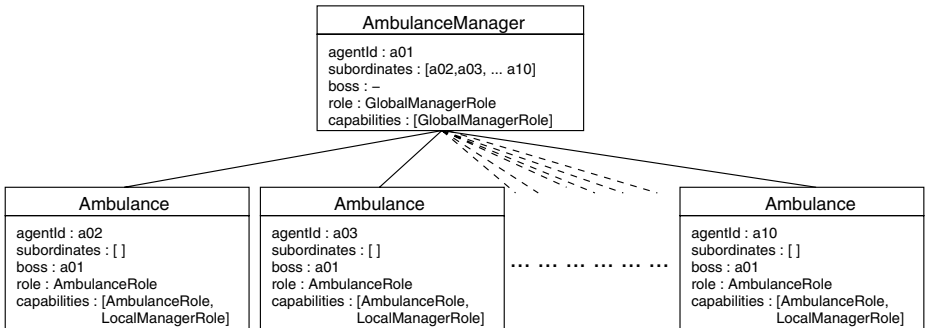 AmbulanceManager
agentId : a01
subordinates : [a02,a03, ... a10]
boss : –
role : GlobalManagerRole
capabilities : [GlobalManagerRole]
Ambulance
agentId : a02
subordinates : [ ]
boss : a01
role : AmbulanceRole
capabilities : [AmbulanceRole,
LocalManagerRole]
Ambulance
agentId : a03
subordinates : [ ]
boss : a01
role : AmbulanceRole
capabilities : [AmbulanceRole,
LocalManagerRole]
... ... ... ... ... ...
Ambulance
agentId : a10
subordinates : [ ]
boss : a01
role : AmbulanceRole
capabilities : [AmbulanceRole,
LocalManagerRole]